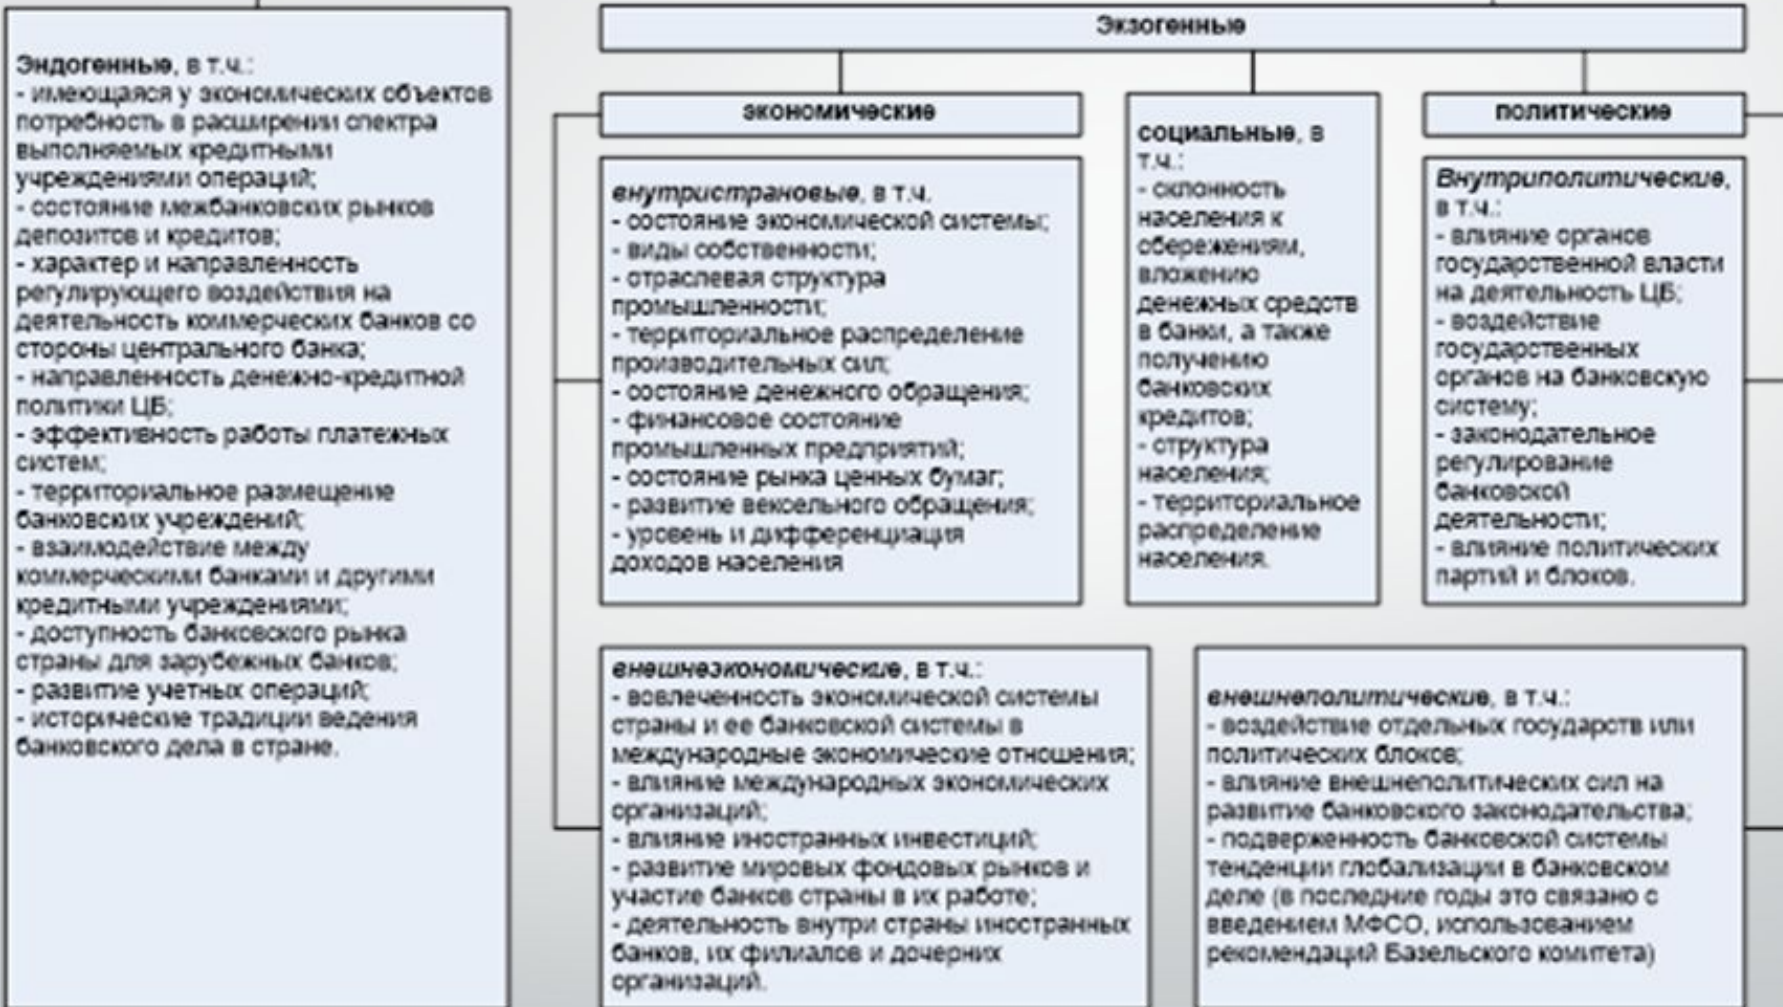 Эндогенные, в т.ч.:
- имеющаяся у экономических объектов
потребность в расширении спектра
выполняемых кредитными
учреждениями операций;
- состояние межбанковских рынков
депозитов и кредитов;
- характер и направленность
регулирующего воздействия на
деятельность коммерческих банков со
стороны центрального банка;
- направленность денежно-кредитной
политики ЦБ;
- эффективность работы платежных
систем;
- территориальное размещение
банковских учреждений;
- взаимодействие между
коммерческими банками и другими
кредитными учреждениями;
- доступность банковского рынка
страны для зарубежных банков;
- развитие учетных операций;
- исторические традиции ведения
банковского дела в стране.
Экзогенные
экономические
внутристрановые, в т.ч.
- состояние экономической системы;
- виды собственности;
- отраслевая структура
промышленности;
- территориальное распределение
производительных сил;
- состояние денежного обращения;
- финансовое состояние
промышленных предприятий;
- состояние рынка ценных бумаг;
- развитие вексельного обращения;
- уровень и дифференциация
доходов населения
социальные, в
т.ч.:
- склонность
населения к
сбережениям,
вложению
денежных средств
в банки, а также
получению
банковских
кредитов;
- структура
населения;
- территориальное
распределение
населения.
политические
Внутриполитические,
в т.ч.:
- влияние органов
государственной власти
на деятельность ЦБ;
- воздействие
государственных
органов на банковскую
систему;
- законодательное
регулирование
банковской
деятельности;
- влияние политических
партий и блоков.
внешнеэкономические, в т.ч.:
- вовлеченность экономической системы
страны и ее банковской системы в
международные экономические отношения;
- влияние международных экономических
организаций;
- влияние иностранных инвестиций;
- развитие мировых фондовых рынков и
участие банков страны в их работе;
- деятельность внутри страны иностранных
банков, их филиалов и дочерних
организаций.
внешнеполитические, в т.ч.:
- воздействие отдельных государств или
политических блоков;
- влияние внешнеполитических сил на
развитие банковского законодательства;
- подверженность банковской системы
тенденции глобализации в банковском
деле (в последние годы это связано с
введением МФСО, использованием
рекомендаций Базельского комитета)